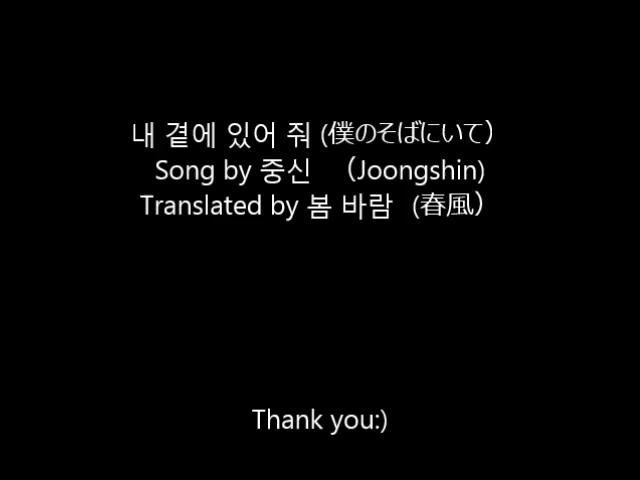 내 곁에 있어 줘 (僕のそばにいて)
Song by 중신 (Joongshin)
Translated by 봄 바람 (春風)
Thank you:)